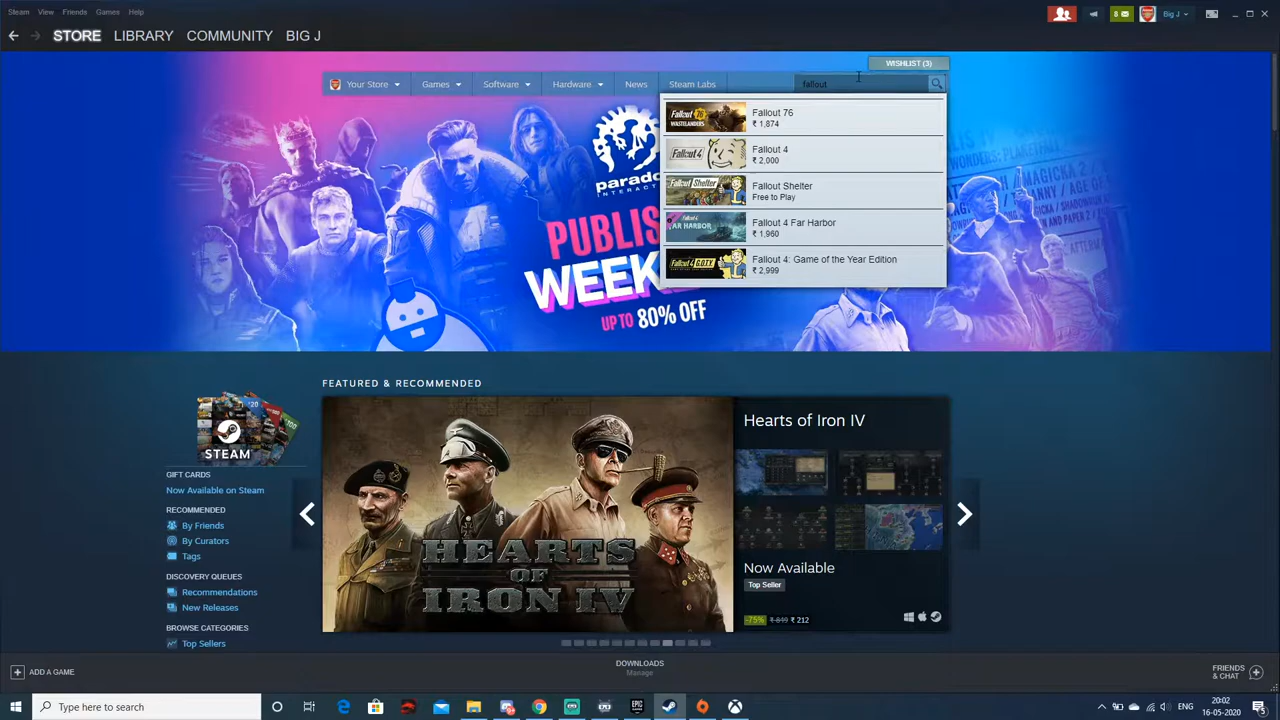 Steam View Friends Games Help
8
Big J
STORE LIBRARY COMMUNITY BIG J
WISHLIST (3)
Your Store Games Software Hardware News Steam Labs
fallout
Fallout 76
₹ 1,874
Fallout 4
₹ 2,000
Fallout Shelter
Free to Play
Fallout 4 Far Harbor
₹ 1,960
Fallout 4: Game of the Year Edition
₹ 2,999
parado
INTERACT
PUBLIS
WEEK
UP TO 80% OFF
FEATURED & RECOMMENDED
STEAM
GIFT CARDS
Now Available on Steam
RECOMMENDED
By Friends
By Curators
Tags
DISCOVERY QUEUES
Recommendations
New Releases
BROWSE CATEGORIES
Top Sellers
HEARTS
OF
IRON IV
Hearts of Iron IV
Now Available
Top Seller
-75% ₹ 849 ₹ 212
ADD A GAME
DOWNLOADS
Manage
FRIENDS
& CHAT
Type here to search
ENG
20:02
16-05-2020
5